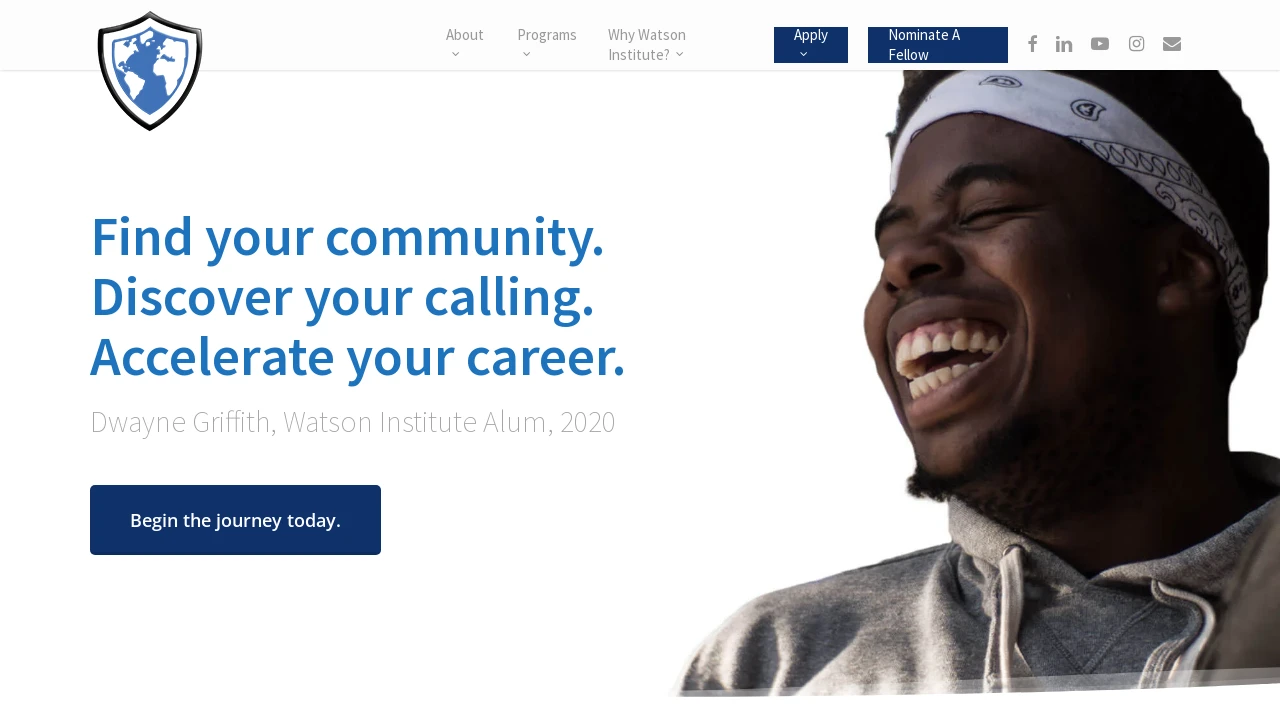 About
Programs
Why Watson
Institute?
Apply
Nominate A
Fellow
Find your community.
Discover your calling.
Accelerate your career.
Dwayne Griffith, Watson Institute Alum, 2020
Begin the journey today.